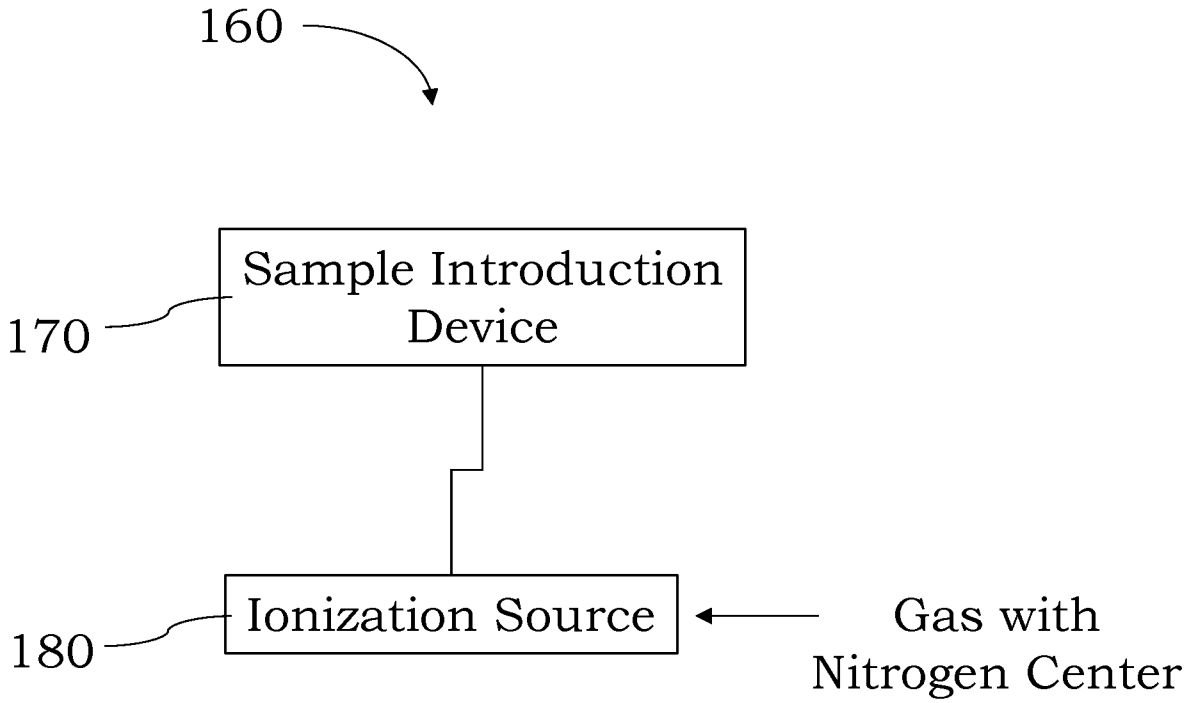 160
Sample Introduction
Device
170
Ionization Source
180
Gas with
Nitrogen Center